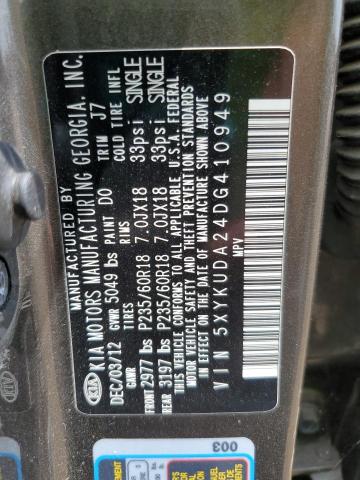 MANUFACTURED BY
KIA KIA MOTORS MANUFACTURING GEORGIA, INC.
DEC/03/12 PAINT D0 TRIM J7
GVWR 5049 lbs
GAWR TIRES RIMS COLD TIRE INFL
FRONT 2977 lbs P235/60R18 7.0JX18 33psi SINGLE
REAR 3197 lbs P235/60R18 7.0JX18 33psi SINGLE
THIS VEHICLE CONFORMS TO ALL APPLICABLE U.S.A. FEDERAL
MOTOR VEHICLE SAFETY AND THEFT PREVENTION STANDARDS
IN EFFECT ON THE DATE OF MANUFACTURE SHOWN ABOVE
VIN 5XYKUDA24DG410949
MPV
003